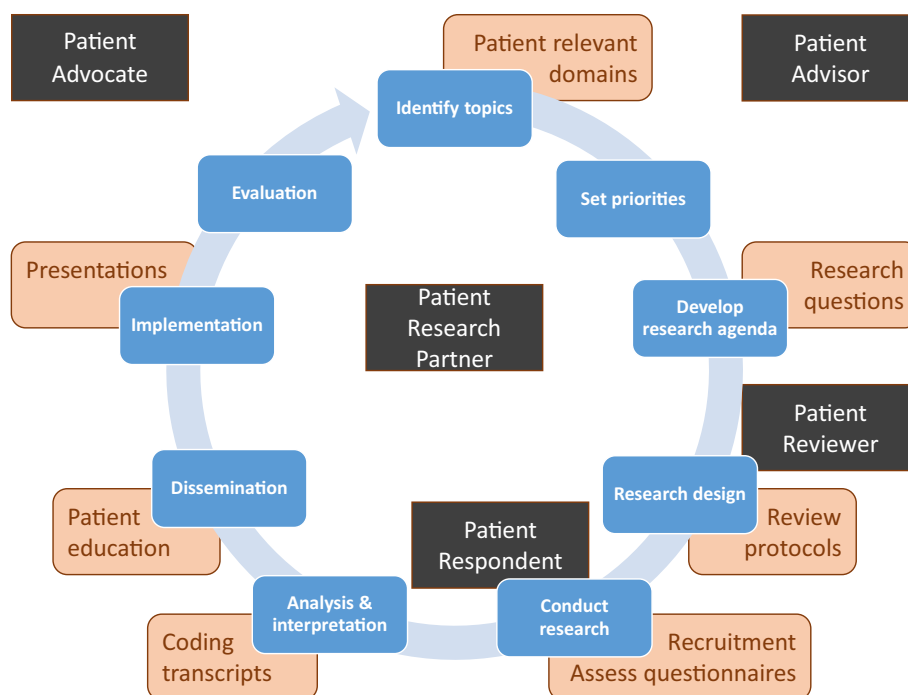 Patient
Advocate
Patient relevant
domains
Patient
Advisor
Identify topics
Evaluation
Set priorities
Presentations
Research
questions
Implementation
Patient
Research
Partner
Develop
research agenda
Patient
Reviewer
Dissemination
Research design
Patient
education
Patient
Respondent
Review
protocols
Analysis &
interpretation
Conduct
research
Coding
transcripts
Recruitment
Assess questionnaires